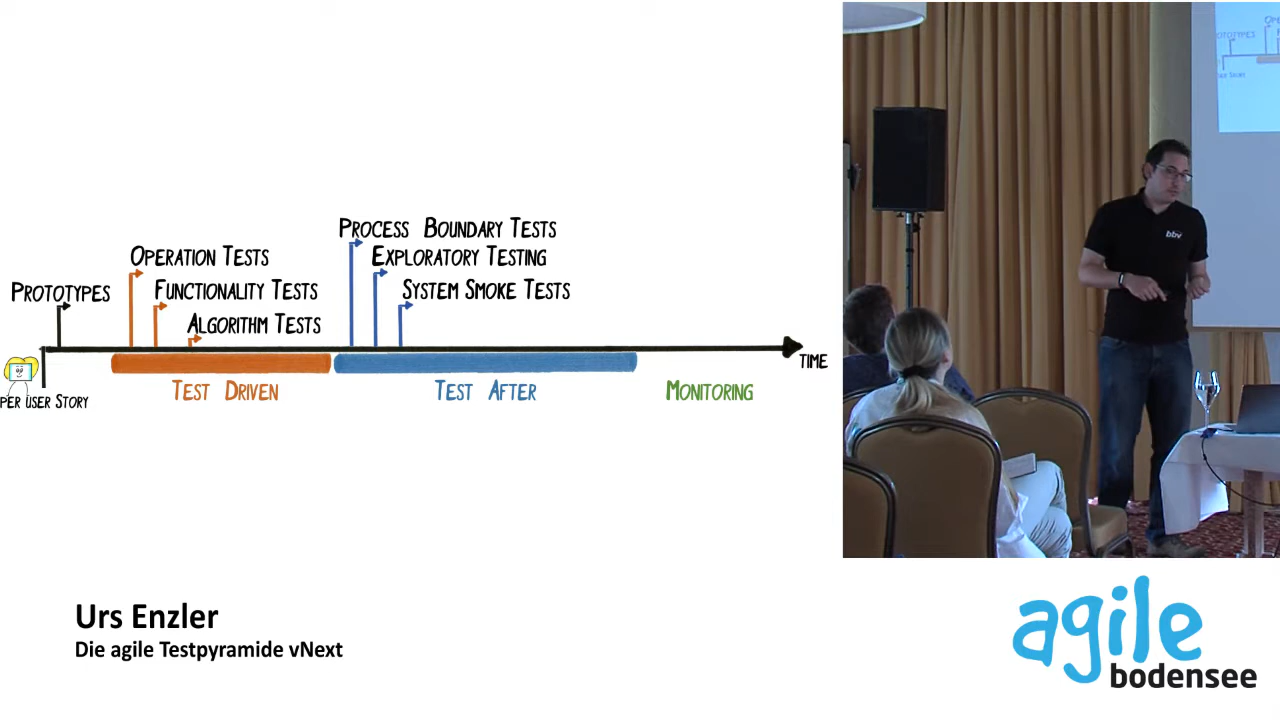 PROCESS BOUNDARY TESTS
OPERATION TESTS
EXPLORATORY TESTING
PROTOTYPES
FUNCTIONALITY TESTS
SYSTEM SMOKE TESTS
ALGORITHM TESTS
TIME
PER USER STORY
TEST DRIVEN
TEST AFTER
MONITORING
bbv
Urs Enzler
Die agile Testpyramide vNext
agile
bodensee